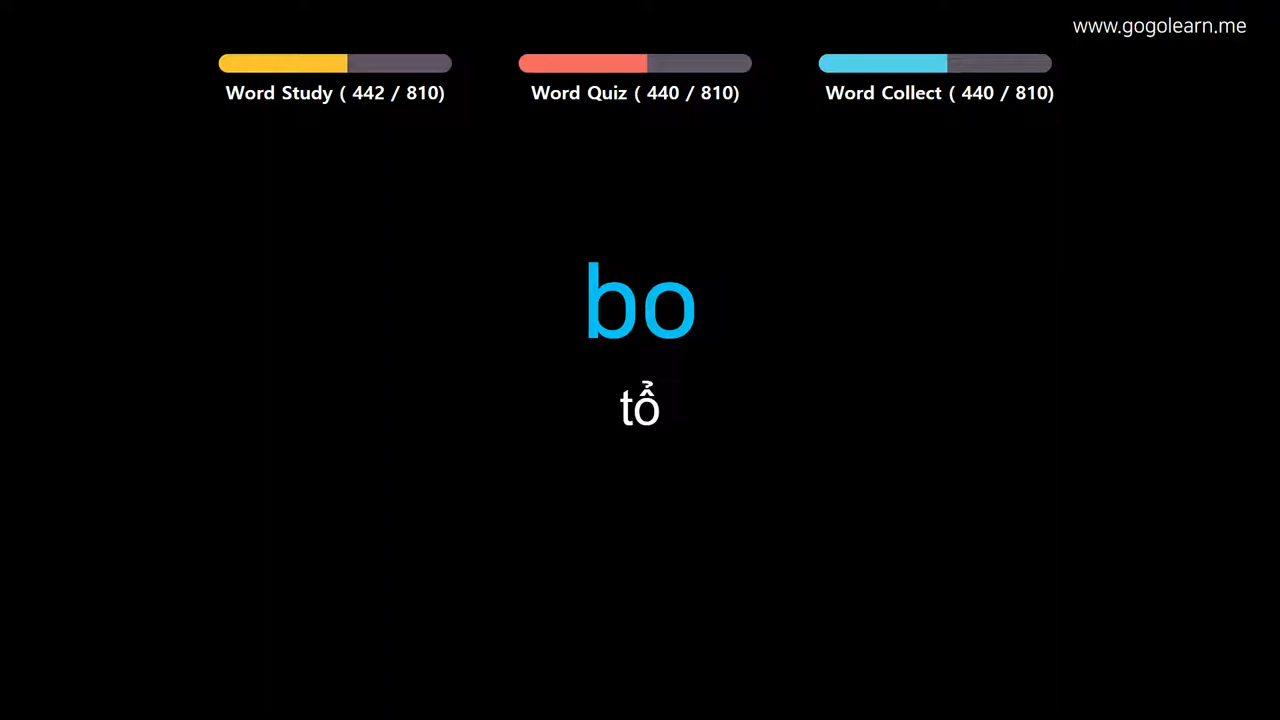 www.gogolearn.me
Word Study ( 442 / 810)
Word Quiz ( 440 / 810)
Word Collect ( 440 / 810)
bo
tổ